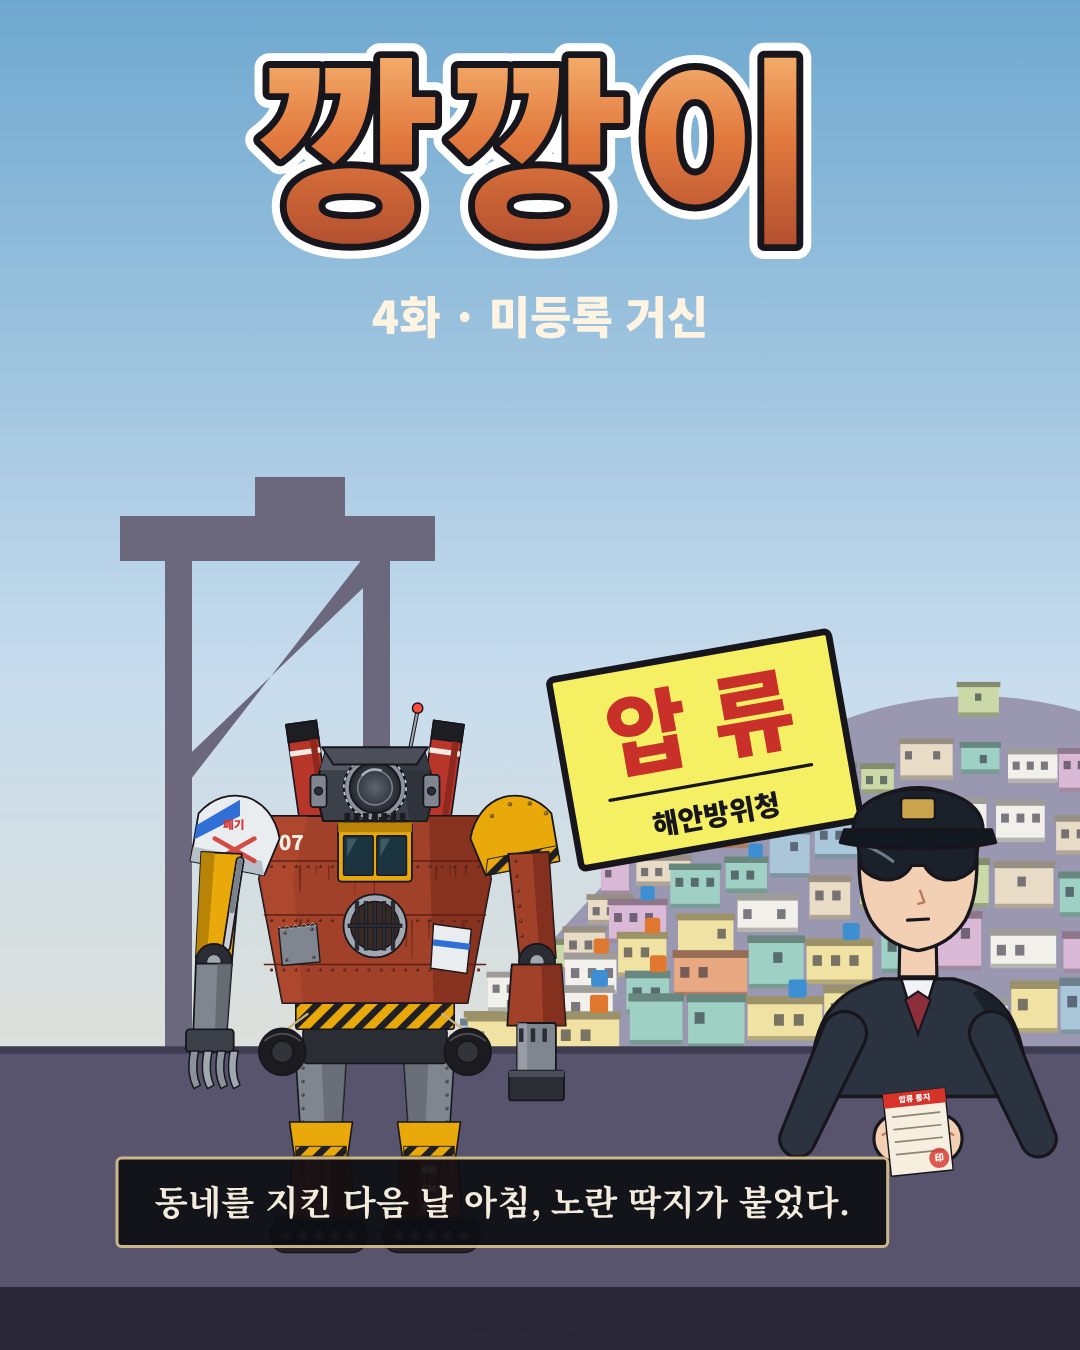 깡깡이
4화 · 미등록 거신
압류
해안방위청
폐기
07
압류 통지
印
동네를 지킨 다음 날 아침, 노란 딱지가 붙었다.